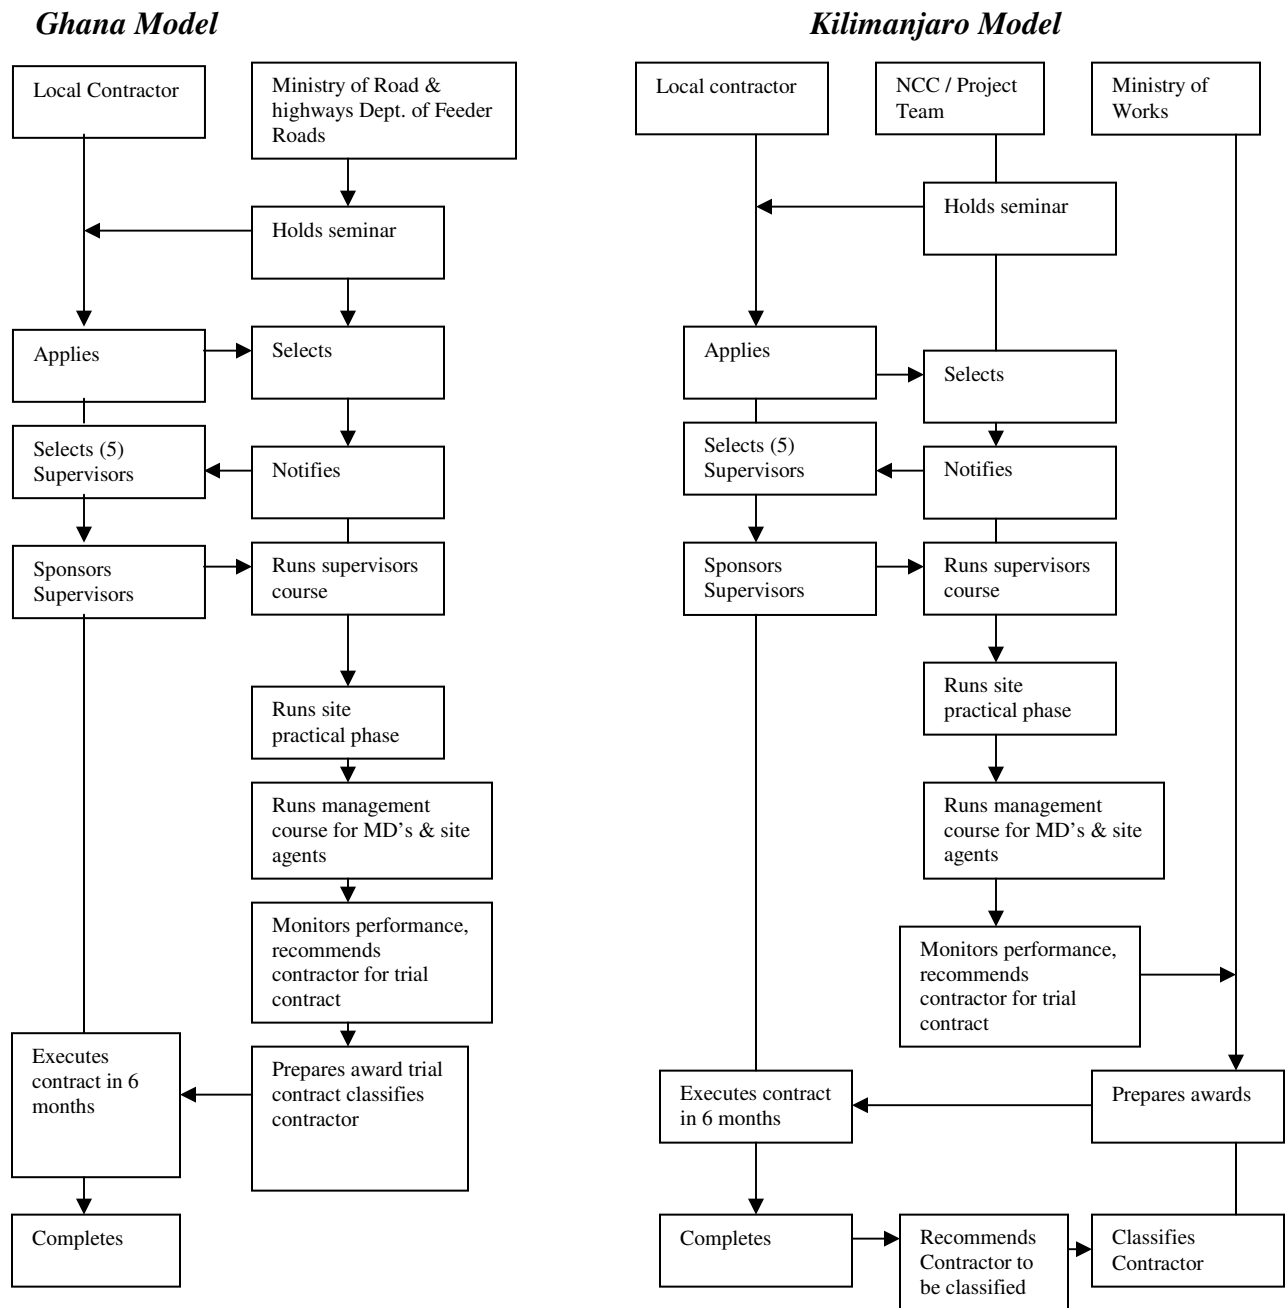 Ghana Model
Local Contractor
Ministry of Road &
highways Dept. of Feeder
Roads
Holds seminar
Applies
Selects
Selects (5)
Supervisors
Notifies
Sponsors
Supervisors
Runs supervisors
course
Runs site
practical phase
Runs management
course for MD's & site
agents
Monitors performance,
recommends
contractor for trial
contract
Executes
contract in 6
months
Prepares award trial
contract classifies
contractor
Completes
Kilimanjaro Model
Local contractor
NCC / Project
Team
Ministry of
Works
Holds seminar
Applies
Selects
Selects (5)
Supervisors
Notifies
Sponsors
Supervisors
Runs supervisors
course
Runs site
practical phase
Runs management
course for MD's & site
agents
Monitors performance,
recommends
contractor for trial
contract
Executes contract
in 6 months
Prepares awards
Completes
Recommends
Contractor to
be classified
Classifies
Contractor